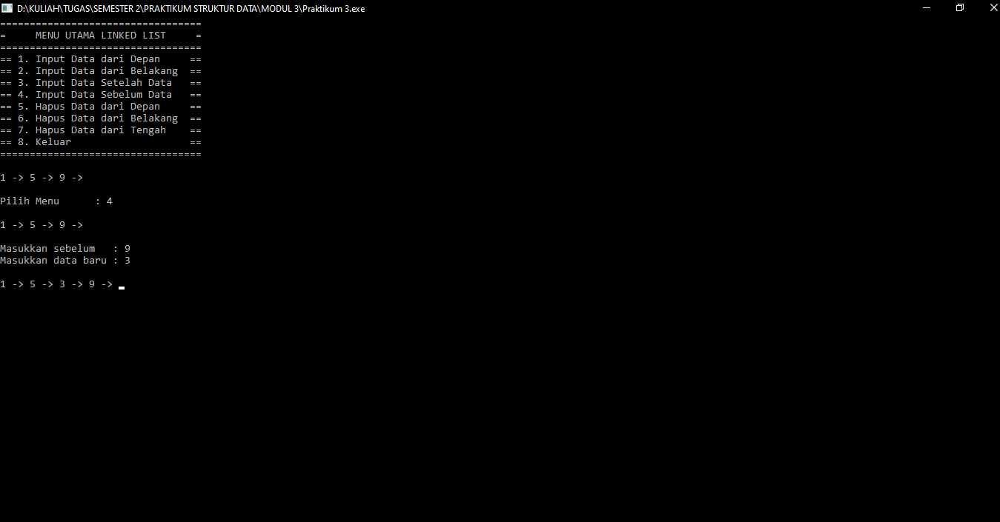 D:\KULIAH\TUGAS\SEMESTER 2\PRAKTIKUM STRUKTUR DATA\MODUL 3\Praktikum 3.exe
==================================
=     MENU UTAMA LINKED LIST     =
==================================
== 1. Input Data dari Depan     ==
== 2. Input Data dari Belakang  ==
== 3. Input Data Setelah Data   ==
== 4. Input Data Sebelum Data   ==
== 5. Hapus Data dari Depan     ==
== 6. Hapus Data dari Belakang  ==
== 7. Hapus Data dari Tengah    ==
== 8. Keluar                    ==
==================================
1 -> 5 -> 9 ->
Pilih Menu      : 4
1 -> 5 -> 9 ->
Masukkan sebelum   : 9
Masukkan data baru : 3
1 -> 5 -> 3 -> 9 ->